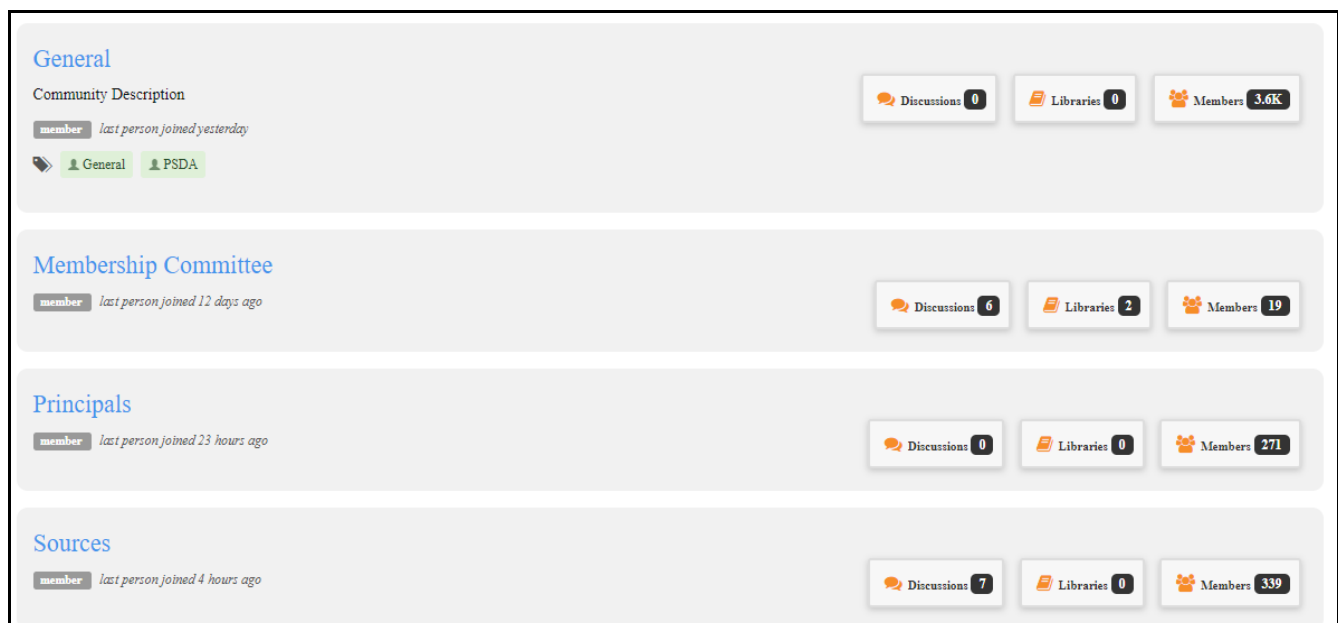 General
Community Description
member last person joined yesterday
General PSDA
Discussions 0 Libraries 0 Members 3.6K
Membership Committee
member last person joined 12 days ago
Discussions 6 Libraries 2 Members 19
Principals
member last person joined 23 hours ago
Discussions 0 Libraries 0 Members 271
Sources
member last person joined 4 hours ago
Discussions 7 Libraries 0 Members 339